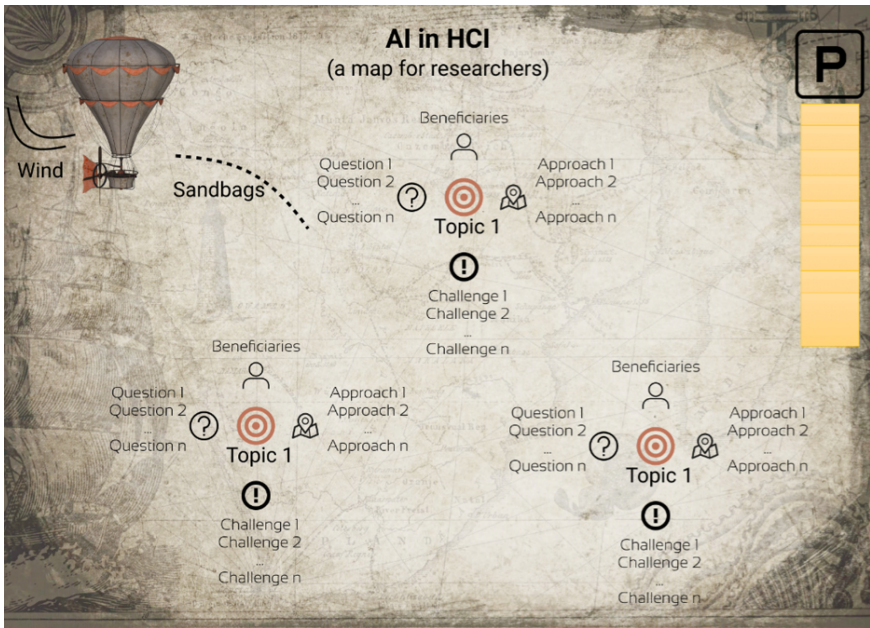 AI in HCI
(a map for researchers)
P
Wind
Sandbags
Beneficiaries
Question 1
Question 2
...
Question n
Approach 1
Approach 2
...
Approach n
Topic 1
Challenge 1
Challenge 2
...
Challenge n
Beneficiaries
Question 1
Question 2
...
Question n
Approach 1
Approach 2
...
Approach n
Topic 1
Challenge 1
Challenge 2
...
Challenge n
Beneficiaries
Question 1
Question 2
...
Question n
Approach 1
Approach 2
...
Approach n
Topic 1
Challenge 1
Challenge 2
...
Challenge n